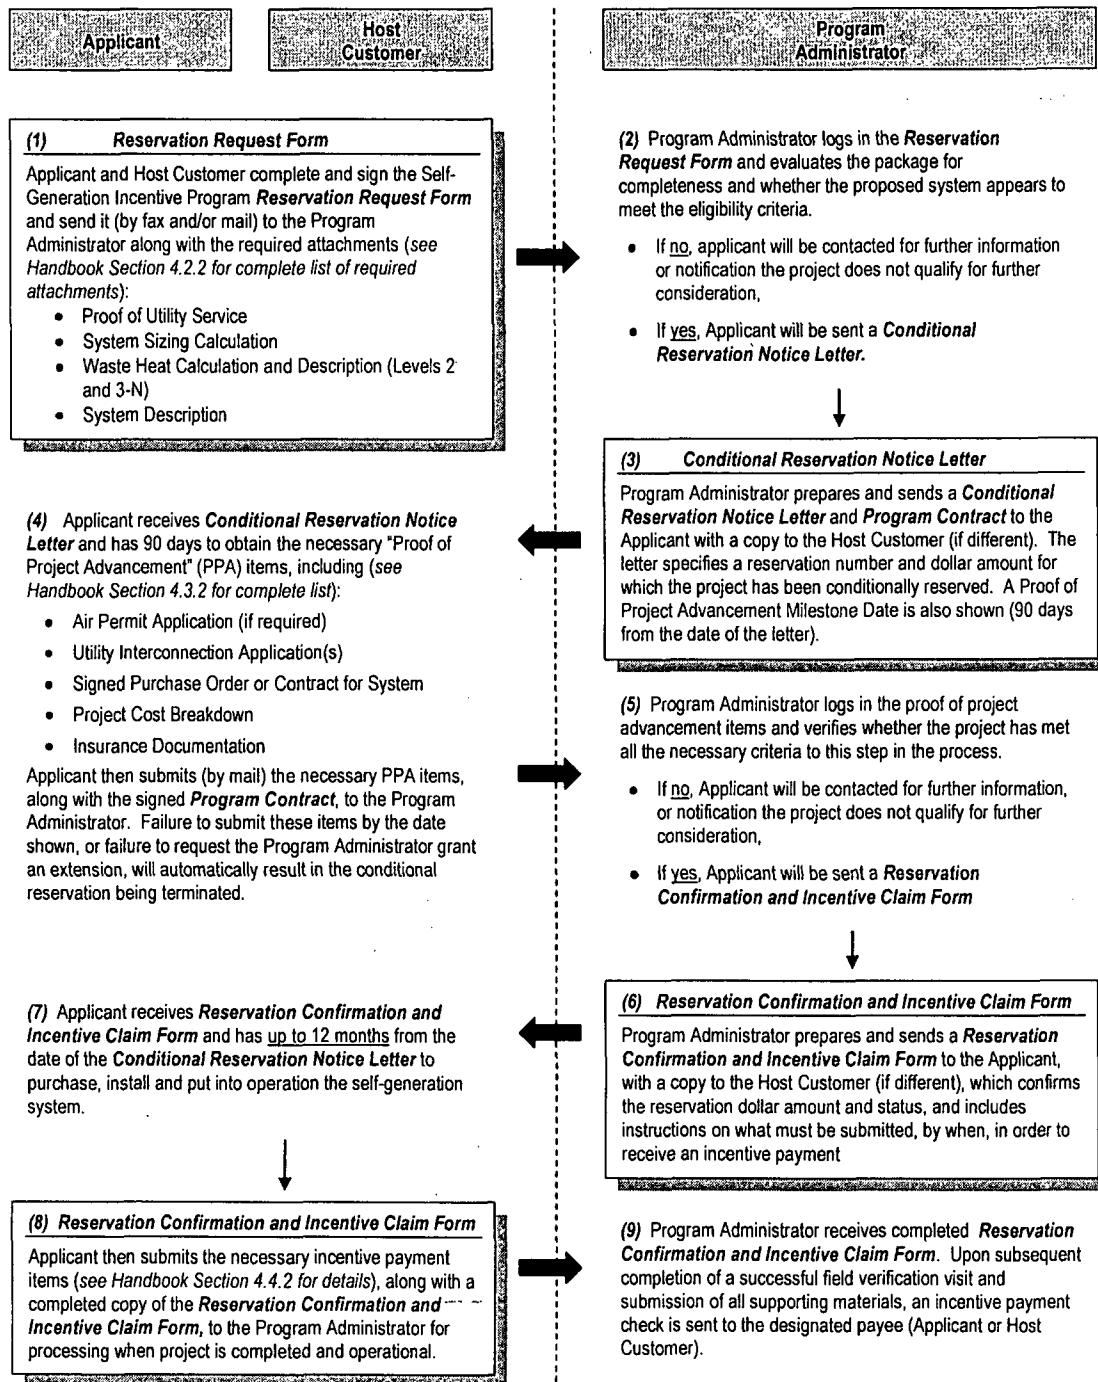 Applicant
Host
Customer
Program
Administrator
(1) Reservation Request Form
Applicant and Host Customer complete and sign the Self-
Generation Incentive Program Reservation Request Form
and send it (by fax and/or mail) to the Program
Administrator along with the required attachments (see
Handbook Section 4.2.2 for complete list of required
attachments):
• Proof of Utility Service
• System Sizing Calculation
• Waste Heat Calculation and Description (Levels 2
and 3-N)
• System Description
(2) Program Administrator logs in the Reservation
Request Form and evaluates the package for
completeness and whether the proposed system appears to
meet the eligibility criteria.
• If no, applicant will be contacted for further information
or notification the project does not qualify for further
consideration,
• If yes, Applicant will be sent a Conditional
Reservation Notice Letter.
(3) Conditional Reservation Notice Letter
Program Administrator prepares and sends a Conditional
Reservation Notice Letter and Program Contract to the
Applicant with a copy to the Host Customer (if different). The
letter specifies a reservation number and dollar amount for
which the project has been conditionally reserved. A Proof of
Project Advancement Milestone Date is also shown (90 days
from the date of the letter).
(4) Applicant receives Conditional Reservation Notice
Letter and has 90 days to obtain the necessary "Proof of
Project Advancement" (PPA) items, including (see
Handbook Section 4.3.2 for complete list):
• Air Permit Application (if required)
• Utility Interconnection Application(s)
• Signed Purchase Order or Contract for System
• Project Cost Breakdown
• Insurance Documentation
Applicant then submits (by mail) the necessary PPA items,
along with the signed Program Contract, to the Program
Administrator. Failure to submit these items by the date
shown, or failure to request the Program Administrator grant
an extension, will automatically result in the conditional
reservation being terminated.
(5) Program Administrator logs in the proof of project
advancement items and verifies whether the project has met
all the necessary criteria to this step in the process.
• If no, Applicant will be contacted for further information,
or notification the project does not qualify for further
consideration,
• If yes, Applicant will be sent a Reservation
Confirmation and Incentive Claim Form
(6) Reservation Confirmation and Incentive Claim Form
Program Administrator prepares and sends a Reservation
Confirmation and Incentive Claim Form to the Applicant,
with a copy to the Host Customer (if different), which confirms
the reservation dollar amount and status, and includes
instructions on what must be submitted, by when, in order to
receive an incentive payment
(7) Applicant receives Reservation Confirmation and
Incentive Claim Form and has up to 12 months from the
date of the Conditional Reservation Notice Letter to
purchase, install and put into operation the self-generation
system.
(8) Reservation Confirmation and Incentive Claim Form
Applicant then submits the necessary incentive payment
items (see Handbook Section 4.4.2 for details), along with a
completed copy of the Reservation Confirmation and
Incentive Claim Form, to the Program Administrator for
processing when project is completed and operational.
(9) Program Administrator receives completed Reservation
Confirmation and Incentive Claim Form. Upon subsequent
completion of a successful field verification visit and
submission of all supporting materials, an incentive payment
check is sent to the designated payee (Applicant or Host
Customer).